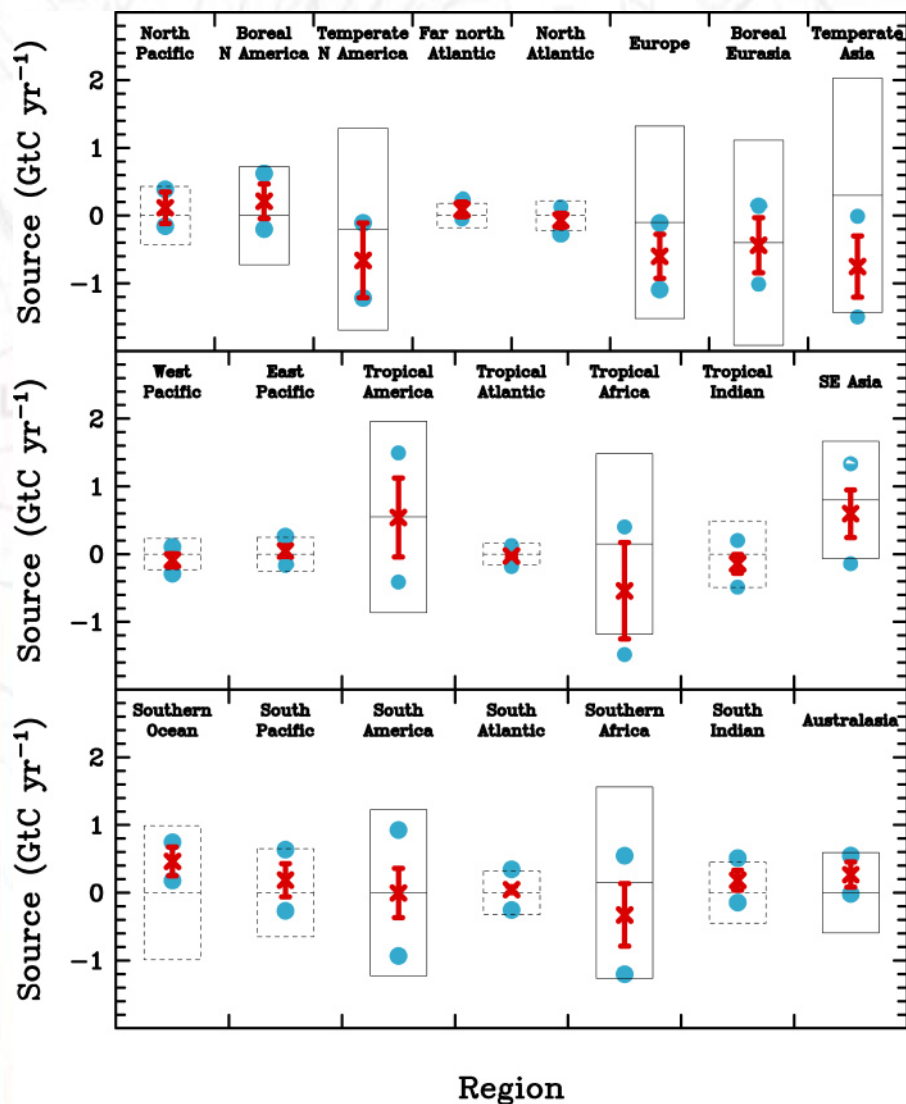 North
Pacific
Boreal
N America
Temperate
N America
Far north
Atlantic
North
Atlantic
Europe
Boreal
Eurasia
Temperate
Asia
Source (GtC yr⁻¹)
2
1
0
-1
West
Pacific
East
Pacific
Tropical
America
Tropical
Atlantic
Tropical
Africa
Tropical
Indian
SE Asia
Source (GtC yr⁻¹)
2
1
0
-1
Southern
Ocean
South
Pacific
South
America
South
Atlantic
Southern
Africa
South
Indian
Australasia
Source (GtC yr⁻¹)
2
1
0
-1
Region